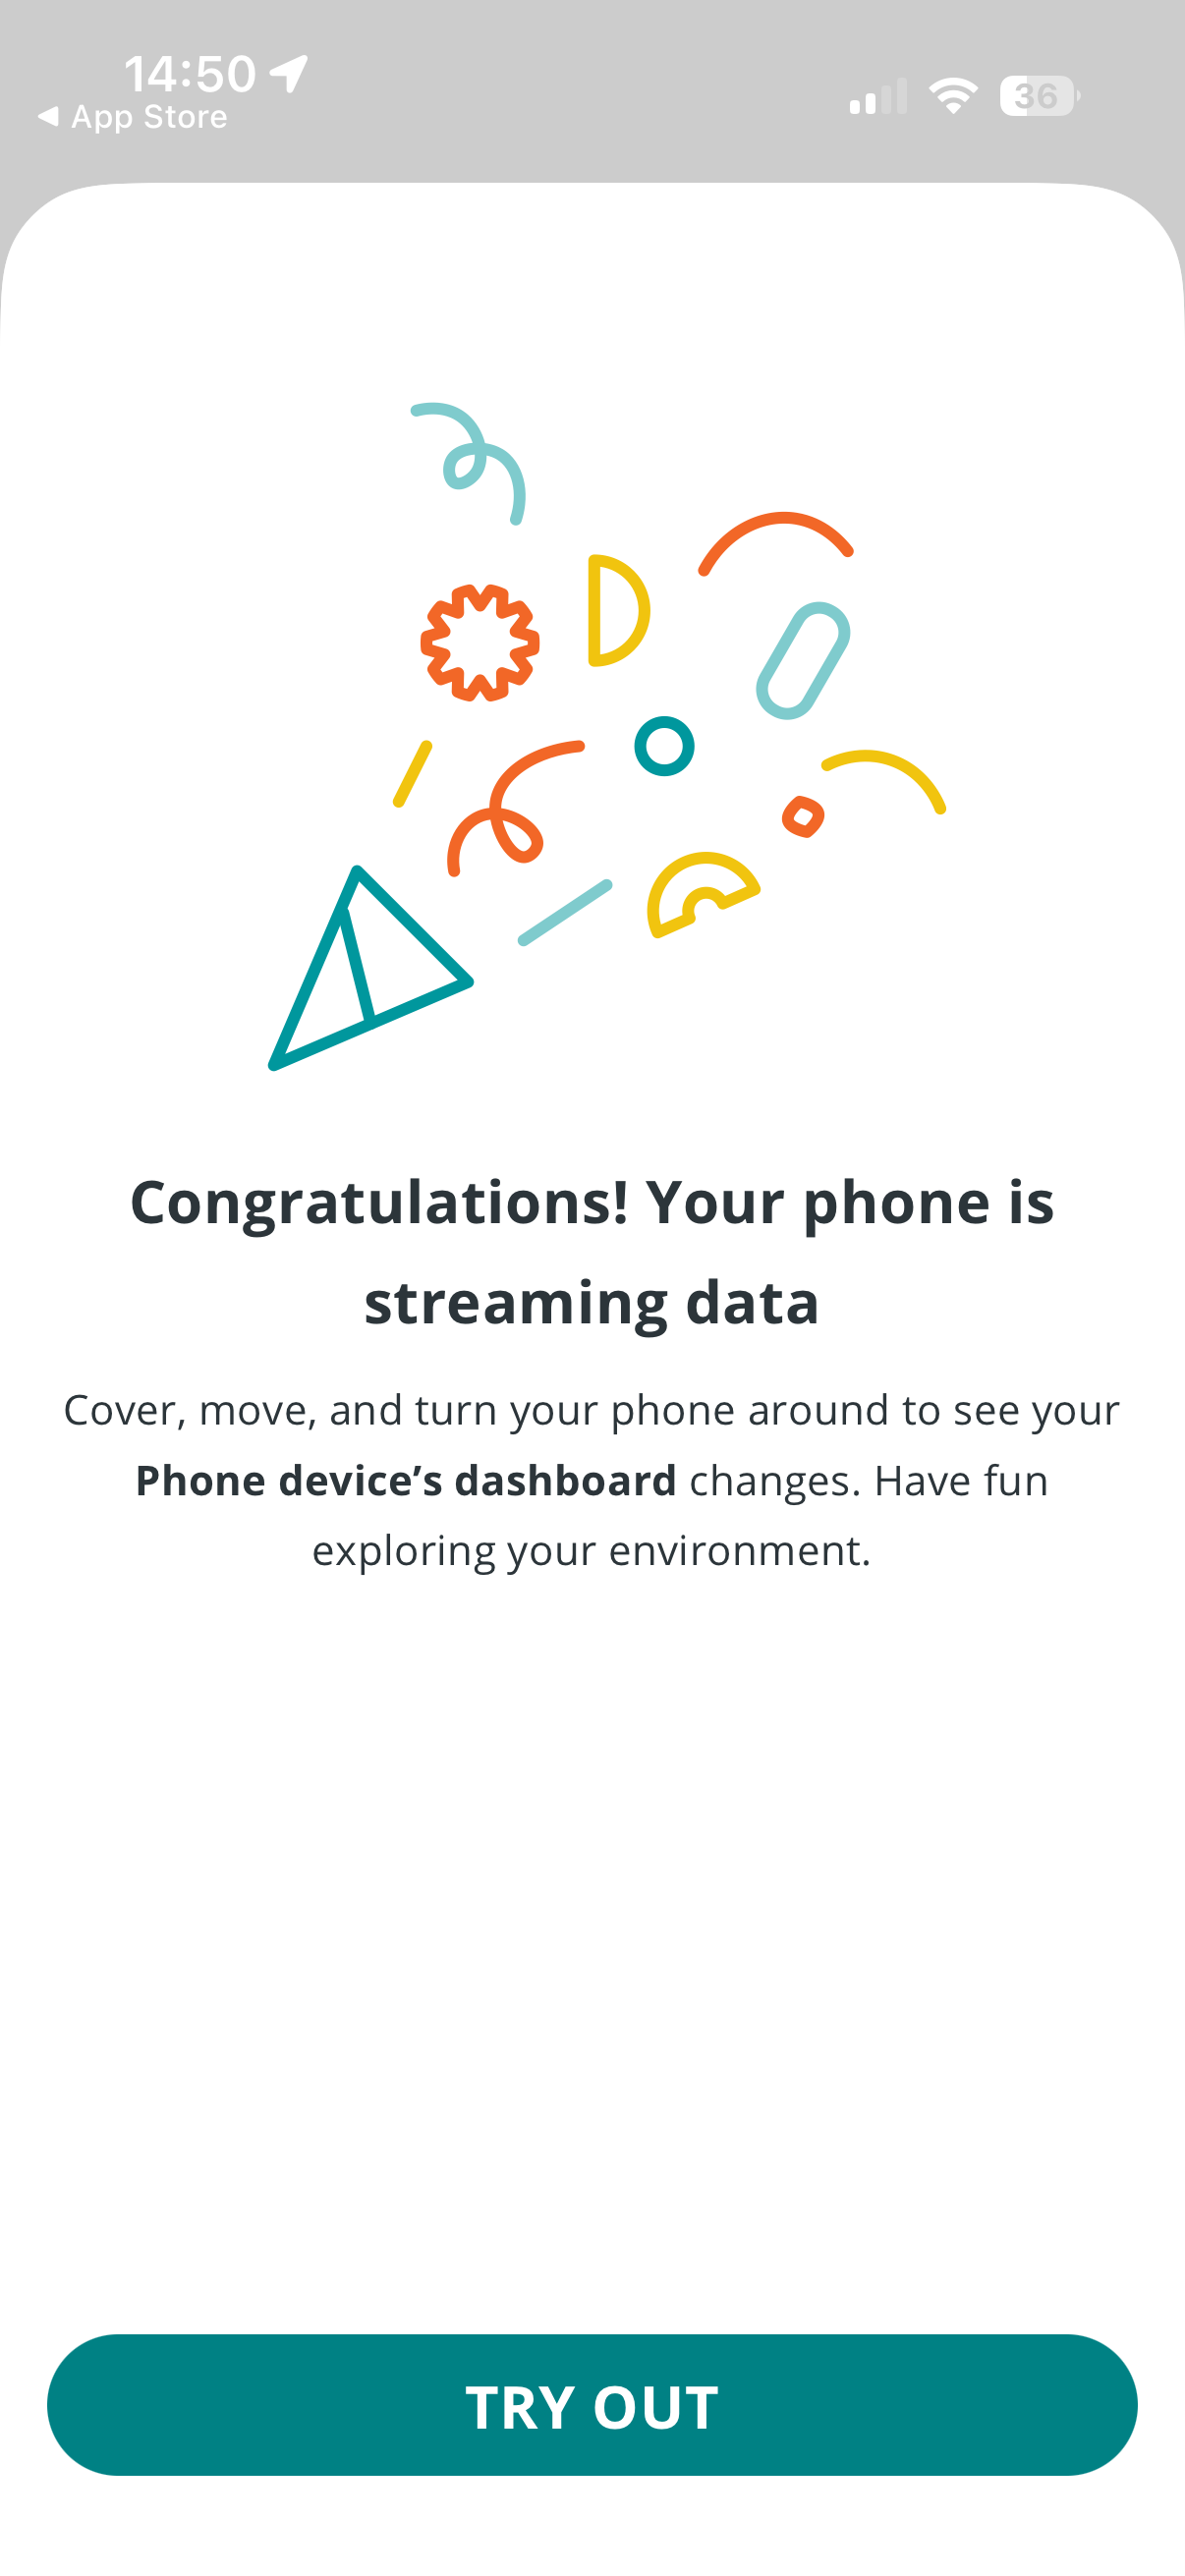 14:50
App Store
36
Congratulations! Your phone is
streaming data
Cover, move, and turn your phone around to see your
Phone device’s dashboard changes. Have fun
exploring your environment.
TRY OUT